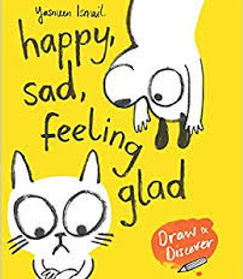 Yasmeen Ismail
happy,
sad,
feeling
glad
Draw &
Discover